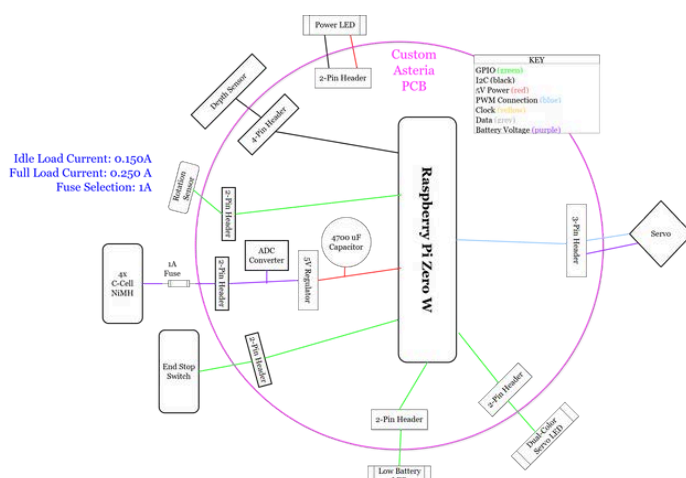 Power LED
2-Pin Header
Custom
Asteria
PCB
KEY
GPIO (green)
I2C (black)
5V Power (red)
PWM Connection (blue)
Clock (yellow)
Data (grey)
Battery Voltage (purple)
Depth Sensor
4-Pin Header
Idle Load Current: 0.150A
Full Load Current: 0.250 A
Fuse Selection: 1A
Rotation
Sensor
2-Pin Header
Raspberry Pi Zero W
4700 uF
Capacitor
ADC
Converter
5V Regulator
3-Pin Header
Servo
4x
C-Cell
NiMH
1A
Fuse
2-Pin Header
End Stop
Switch
2-Pin Header
2-Pin Header
2-Pin Header
Dual-Color
Servo LED
Low Battery